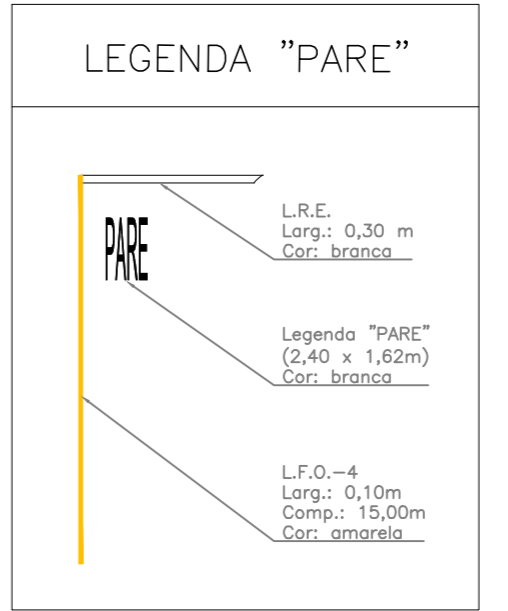 LEGENDA "PARE"
PARE
L.R.E.
Larg.: 0,30 m
Cor: branca
Legenda "PARE"
(2,40 x 1,62m)
Cor: branca
L.F.O.-4
Larg.: 0,10m
Comp.: 15,00m
Cor: amarela